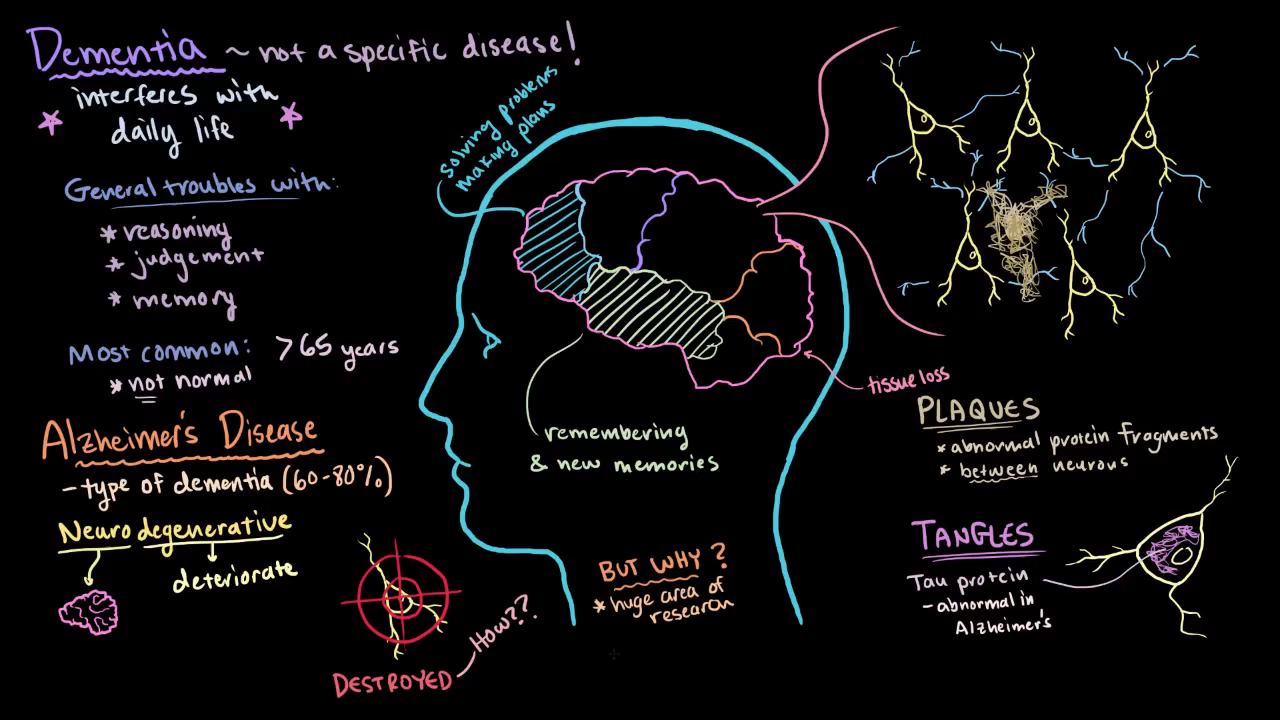 Dementia ~ not a specific disease!
interferes with
daily life
General troubles with:
* reasoning
* judgement
* memory
Most common: >65 years
* not normal
Alzheimer's Disease
- type of dementia (60-80%)
Neurodegenerative
deteriorate
DESTROYED
How??
solving problems
making plans
remembering
& new memories
BUT WHY?
* huge area of
research
tissue loss
PLAQUES
* abnormal protein fragments
* between neurons
TANGLES
Tau protein
- abnormal in
Alzheimer's